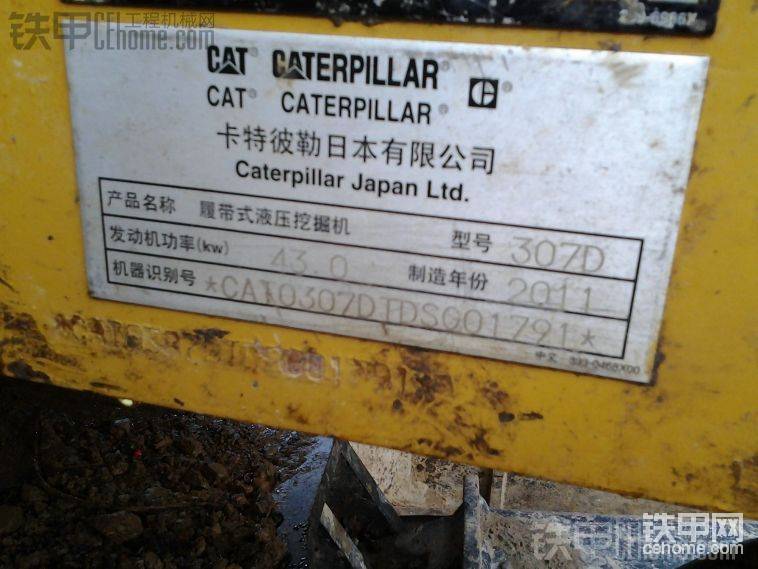 铁甲 工程机械网
CEhome.com
CAT CATERPILLAR
CAT CATERPILLAR
卡特彼勒日本有限公司
Caterpillar Japan Ltd.
产品名称 履带式液压挖掘机 型号 307D
发动机功率(kw) 43.0 制造年份 2011
机器识别号 *CAT0307DTDSG01791*
铁甲网
cehome.com